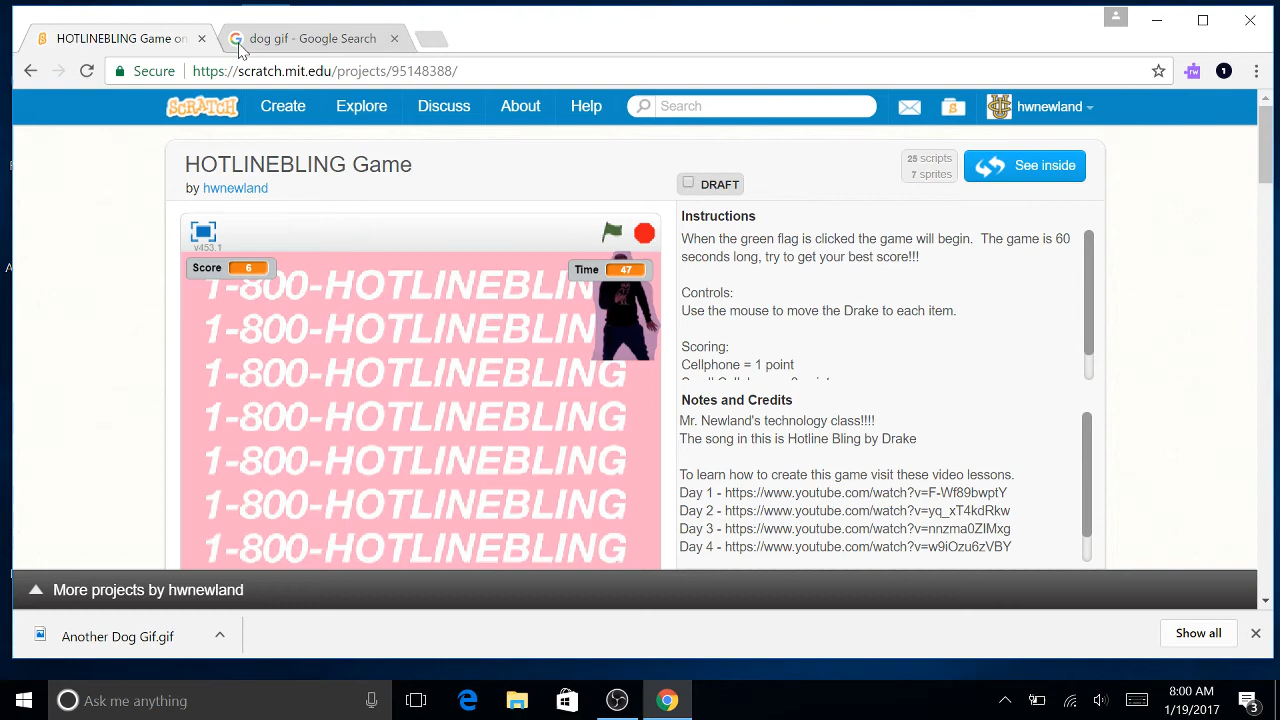 HOTLINEBLING Game on
dog gif - Google Search
Secure
https://scratch.mit.edu/projects/95148388/
1
SCRATCH
Create
Explore
Discuss
About
Help
Search
hwnewland
HOTLINEBLING Game
by hwnewland
DRAFT
25 scripts
7 sprites
See inside
v453.1
Score 6
Time 47
1-800-HOTLINEBLIN
1-800-HOTLINEBLIN
1-800-HOTLINEBLING
1-800-HOTLINEBLING
1-800-HOTLINEBLING
1-800-HOTLINEBLING
1-800-HOTLINEBLING
Instructions
When the green flag is clicked the game will begin. The game is 60
seconds long, try to get your best score!!!
Controls:
Use the mouse to move the Drake to each item.
Scoring:
Cellphone = 1 point
Notes and Credits
Mr. Newland's technology class!!!!
The song in this is Hotline Bling by Drake
To learn how to create this game visit these video lessons.
Day 1 - https://www.youtube.com/watch?v=F-Wf89bwptY
Day 2 - https://www.youtube.com/watch?v=yq_xT4kdRkw
Day 3 - https://www.youtube.com/watch?v=nnzma0ZIMxg
Day 4 - https://www.youtube.com/watch?v=w9iOzu6zVBY
More projects by hwnewland
Another Dog Gif.gif
Show all
Ask me anything
8:00 AM
1/19/2017
3